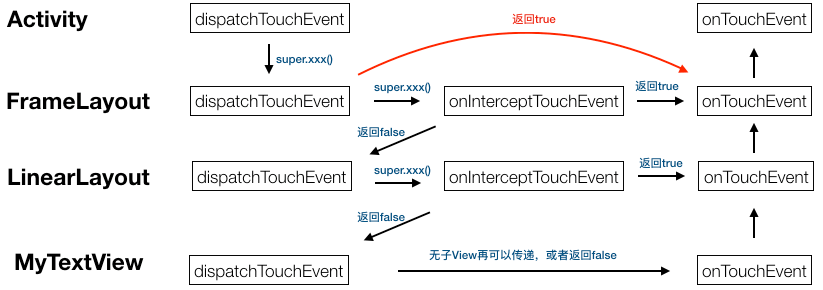 Activity
dispatchTouchEvent
返回true
onTouchEvent
super.xxx()
FrameLayout
dispatchTouchEvent
super.xxx()
onInterceptTouchEvent
返回true
onTouchEvent
返回false
LinearLayout
dispatchTouchEvent
super.xxx()
onInterceptTouchEvent
返回true
onTouchEvent
返回false
MyTextView
dispatchTouchEvent
无子View再可以传递，或者返回false
onTouchEvent